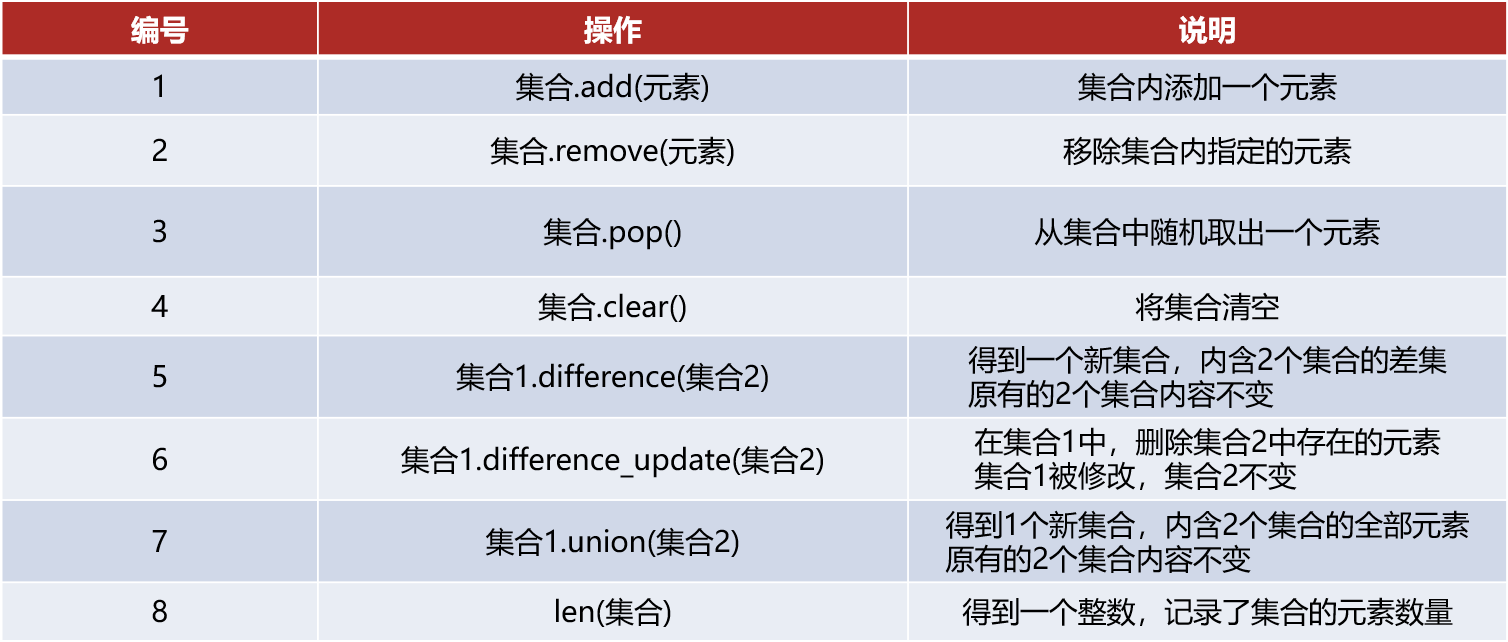 编号 操作 说明
1 集合.add(元素) 集合内添加一个元素
2 集合.remove(元素) 移除集合内指定的元素
3 集合.pop() 从集合中随机取出一个元素
4 集合.clear() 将集合清空
5 集合1.difference(集合2) 得到一个新集合，内含2个集合的差集
原有的2个集合内容不变
6 集合1.difference_update(集合2) 在集合1中，删除集合2中存在的元素
集合1被修改，集合2不变
7 集合1.union(集合2) 得到1个新集合，内含2个集合的全部元素
原有的2个集合内容不变
8 len(集合) 得到一个整数，记录了集合的元素数量